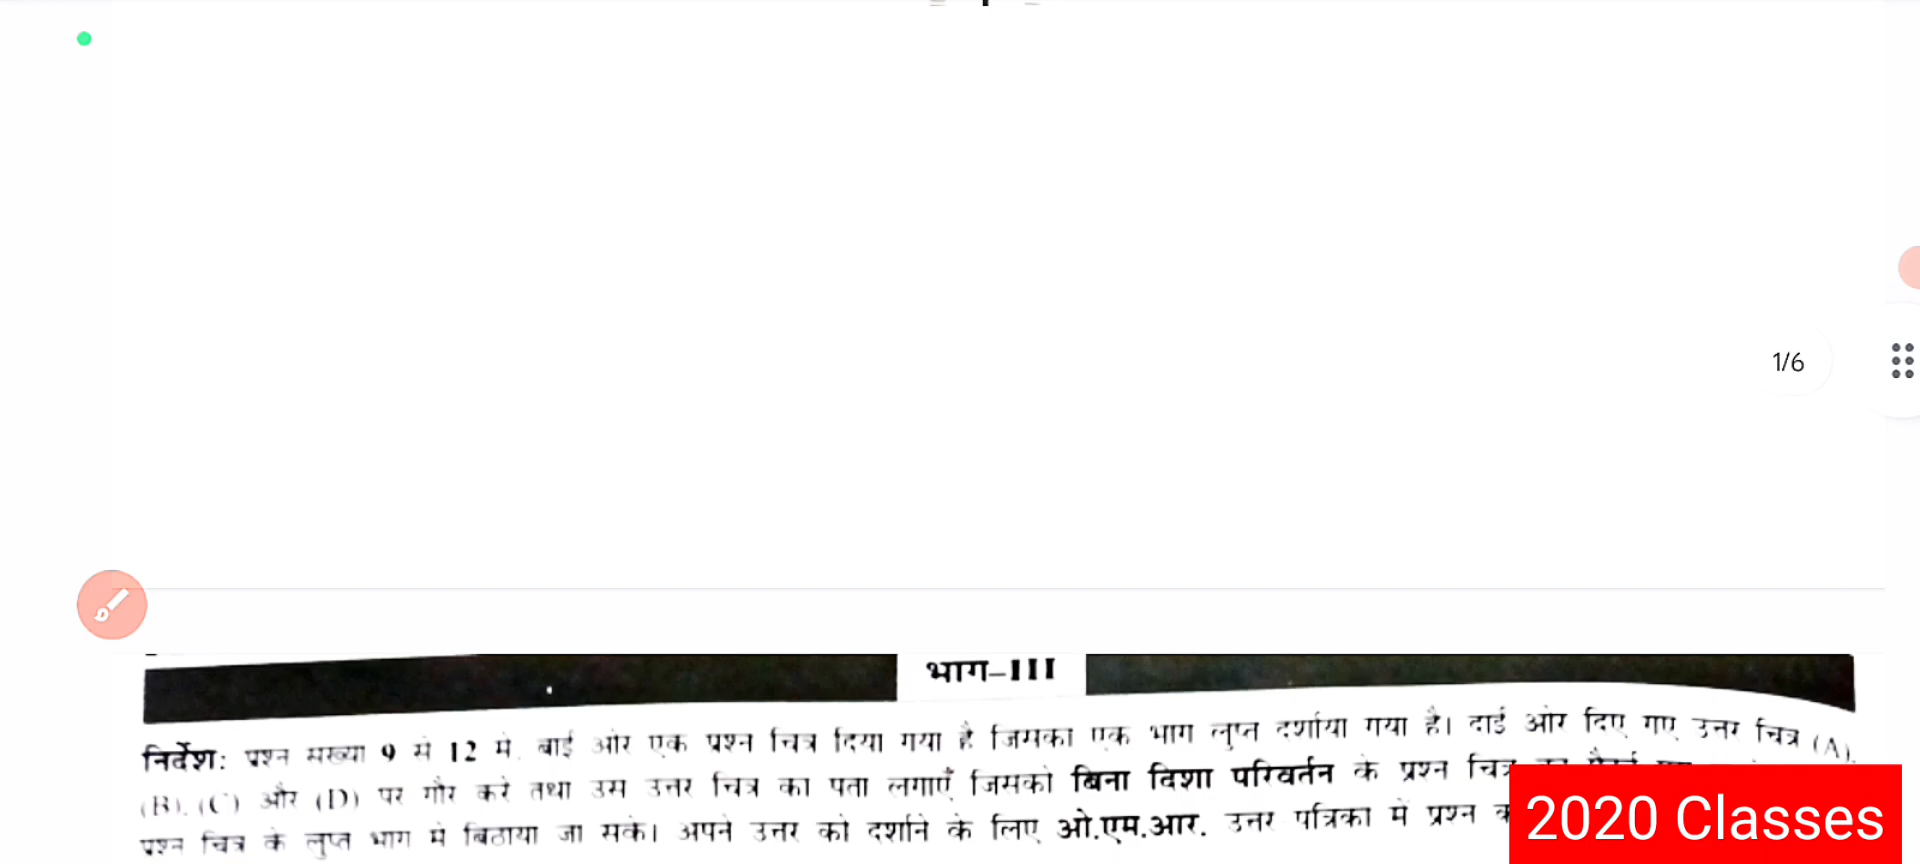 1/6
भाग–III
निर्देश: प्रश्न संख्या 9 से 12 में, बाईं ओर एक प्रश्न चित्र दिया गया है जिसका एक भाग लुप्त दर्शाया गया है। दाईं ओर दिए गए उत्तर चित्र (A),
(B), (C) और (D) पर गौर करें तथा उस उत्तर चित्र का पता लगाएँ जिसको बिना दिशा परिवर्तन के प्रश्न चित्र
प्रश्न चित्र के लुप्त भाग में बिठाया जा सके। अपने उत्तर को दर्शाने के लिए ओ.एम.आर. उत्तर पत्रिका में प्रश्न
2020 Classes